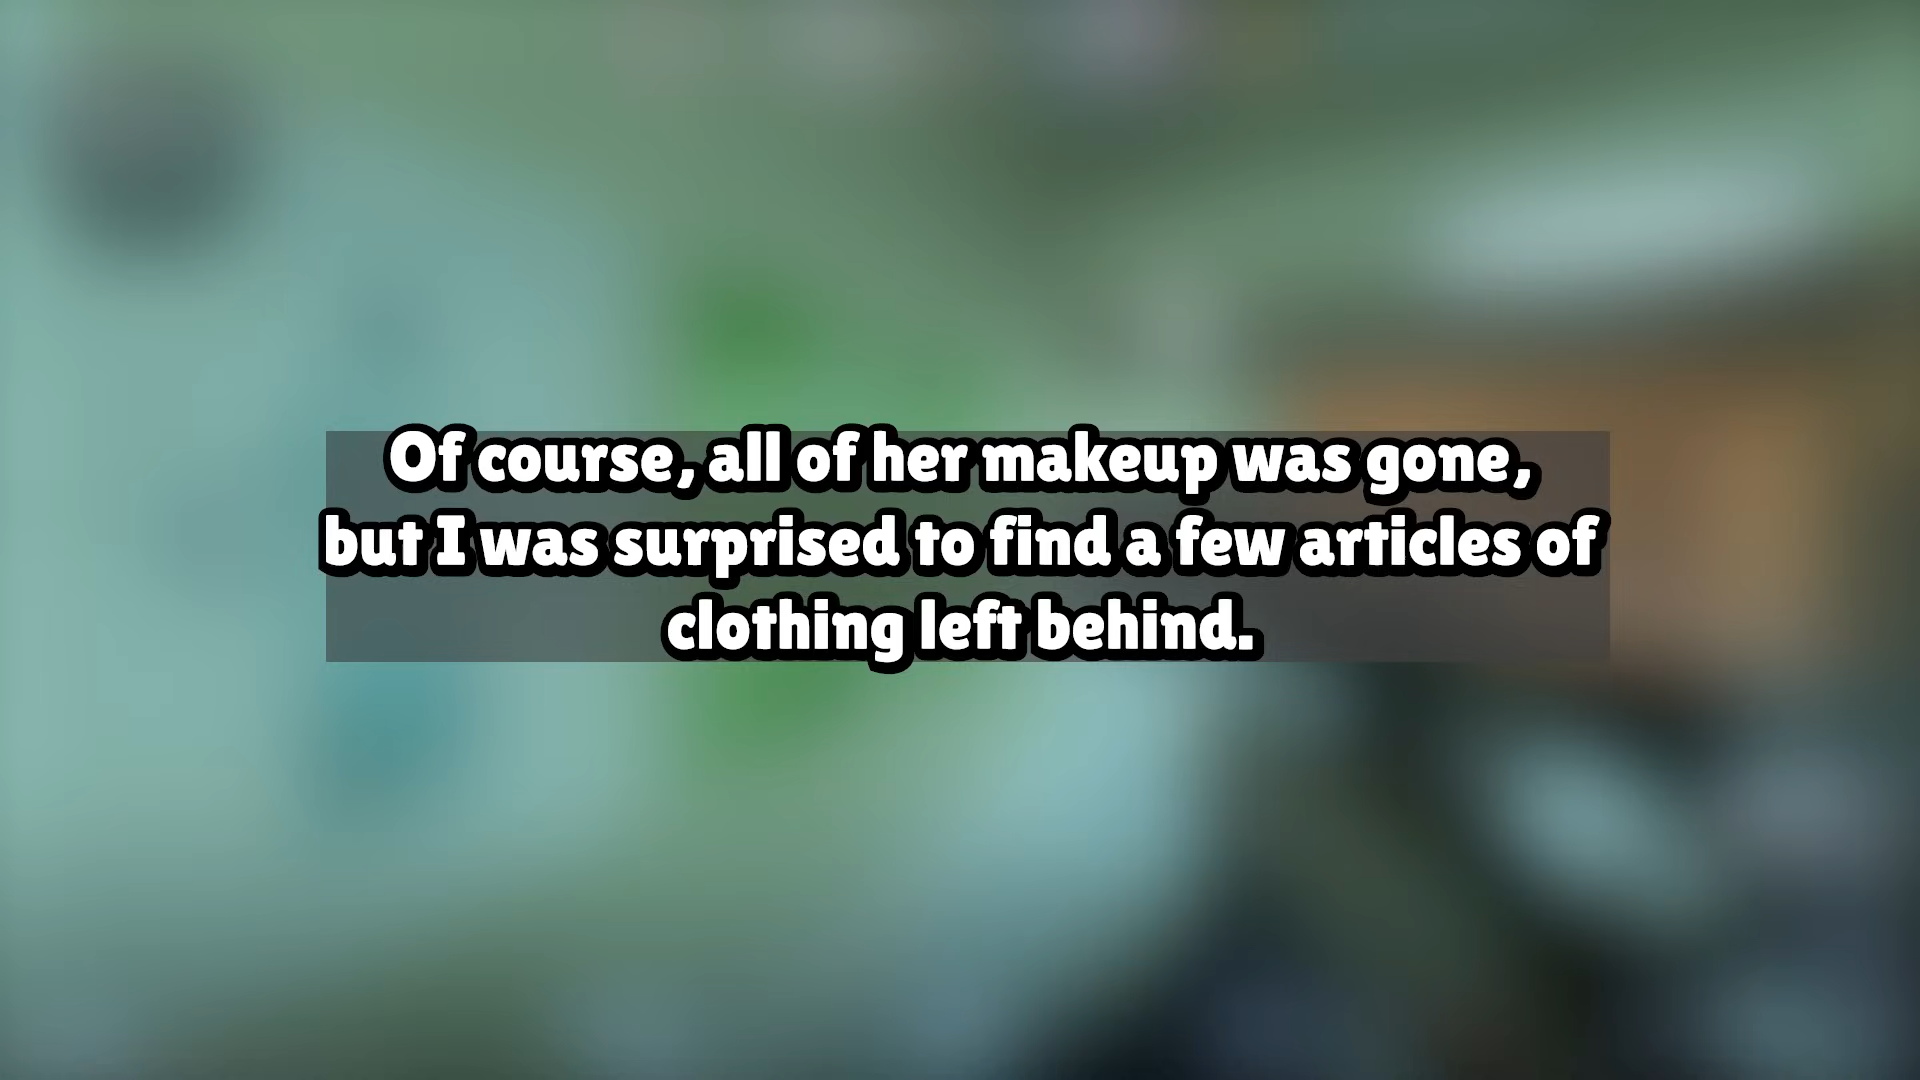 Of course, all of her makeup was gone,
but I was surprised to find a few articles of
clothing left behind.